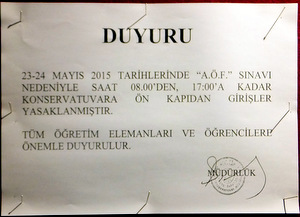 DUYURU
23-24 MAYIS 2015 TARİHLERİNDE “A.Ö.F.” SINAVI
NEDENİYLE SAAT 08.00’DEN, 17:00’A KADAR
KONSERVATUVARA ÖN KAPIDAN GİRİŞLER
YASAKLANMIŞTIR.
TÜM ÖĞRETİM ELEMANLARI VE ÖĞRENCİLERE
ÖNEMLE DUYURULUR.
MÜDÜRLÜK